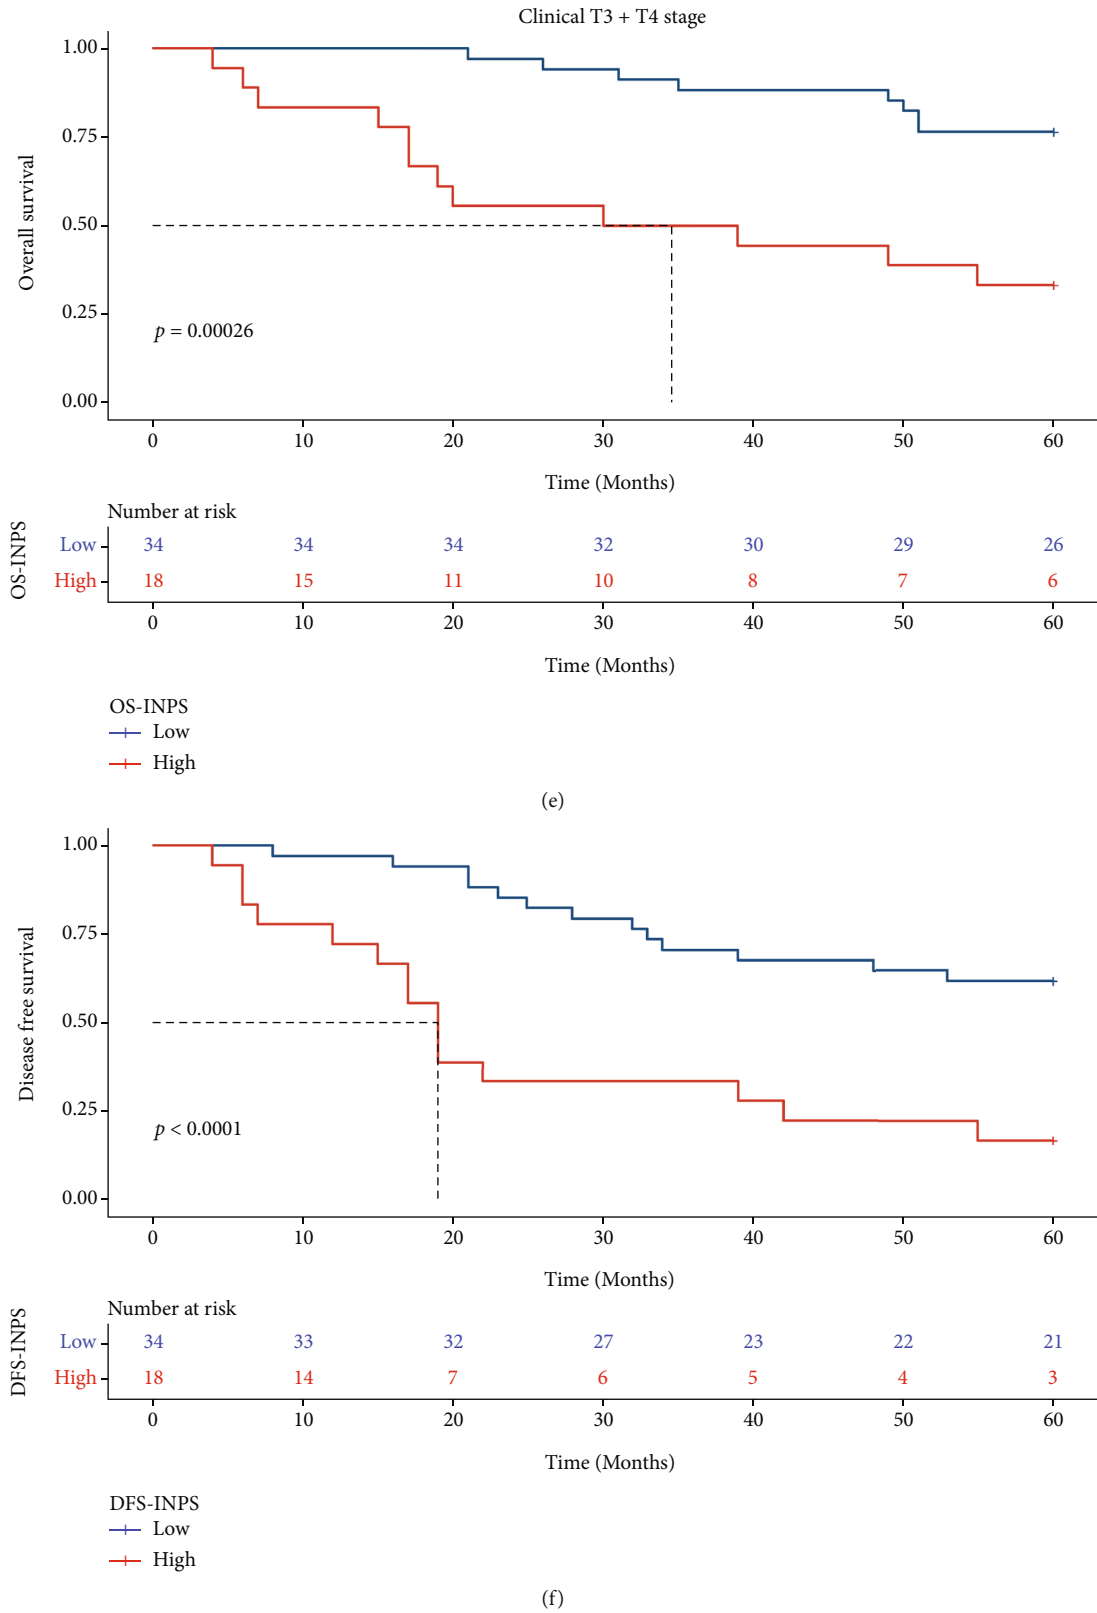 Clinical T3 + T4 stage
1.00
0.75
0.50
0.25
0.00
Overall survival
p = 0.00026
0 10 20 30 40 50 60
Time (Months)
Number at risk
OS-INPS
Low 34 34 34 32 30 29 26
High 18 15 11 10 8 7 6
0 10 20 30 40 50 60
Time (Months)
OS-INPS
Low
High
(e)
1.00
0.75
0.50
0.25
0.00
Disease free survival
p < 0.0001
0 10 20 30 40 50 60
Time (Months)
Number at risk
DFS-INPS
Low 34 33 32 27 23 22 21
High 18 14 7 6 5 4 3
0 10 20 30 40 50 60
Time (Months)
DFS-INPS
Low
High
(f)